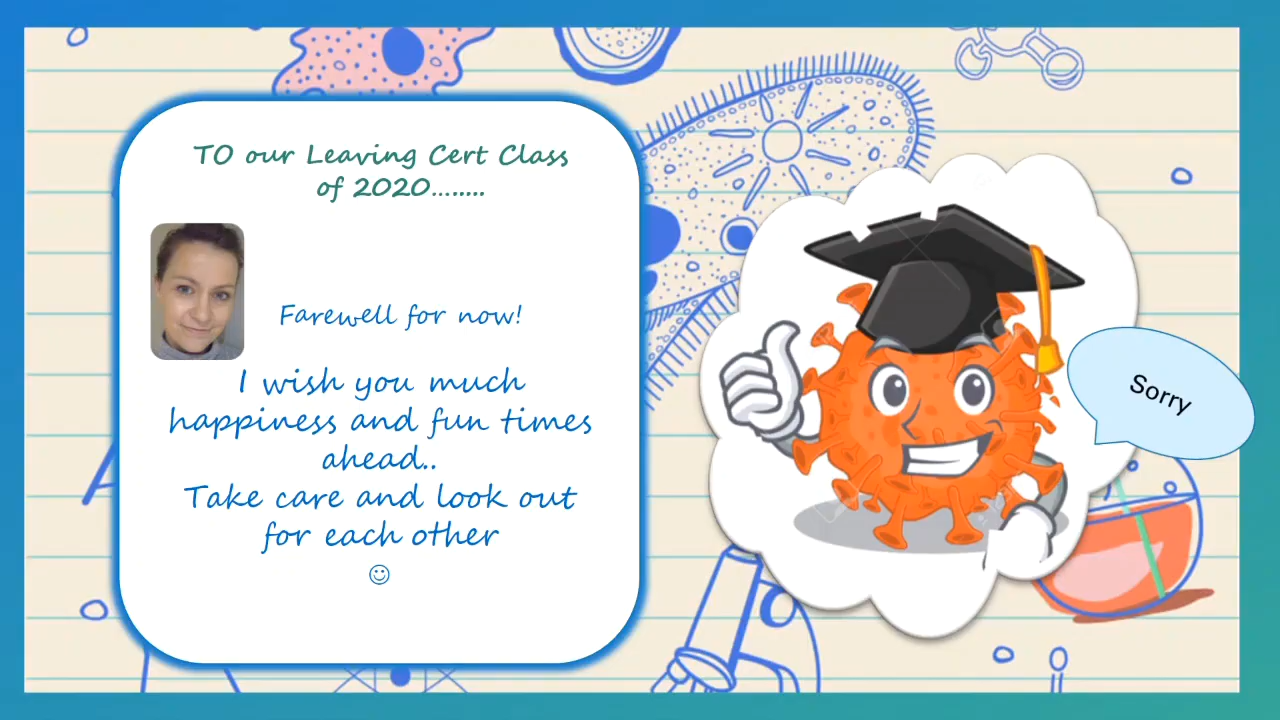 TO our Leaving Cert Class
of 2020........
Farewell for now!
I wish you much
happiness and fun times
ahead..
Take care and look out
for each other
☺
Sorry